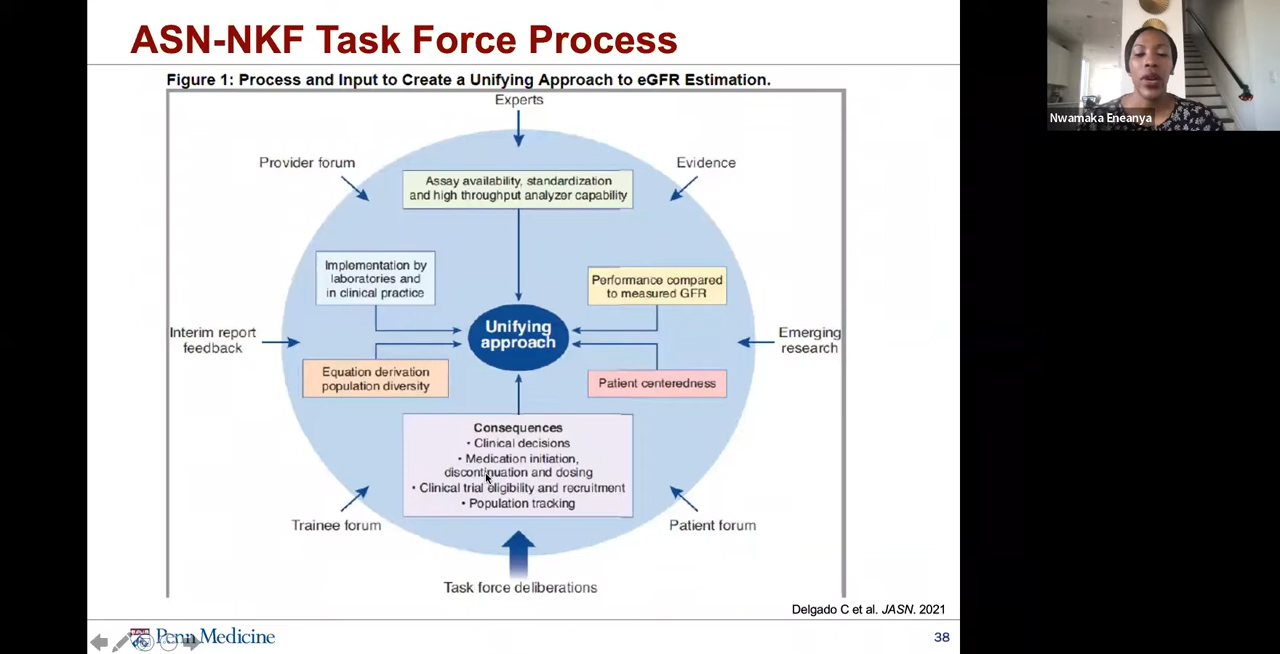 ASN-NKF Task Force Process
Figure 1: Process and Input to Create a Unifying Approach to eGFR Estimation.
Experts
Provider forum
Evidence
Assay availability, standardization
and high throughput analyzer capability
Implementation by
laboratories and
in clinical practice
Performance compared
to measured GFR
Unifying
approach
Interim report
feedback
Emerging
research
Equation derivation
population diversity
Patient centeredness
Consequences
• Clinical decisions
• Medication initiation,
discontinuation and dosing
• Clinical trial eligibility and recruitment
• Population tracking
Trainee forum
Patient forum
Task force deliberations
Delgado C et al. JASN. 2021
Penn Medicine
38
Nwamaka Eneanya